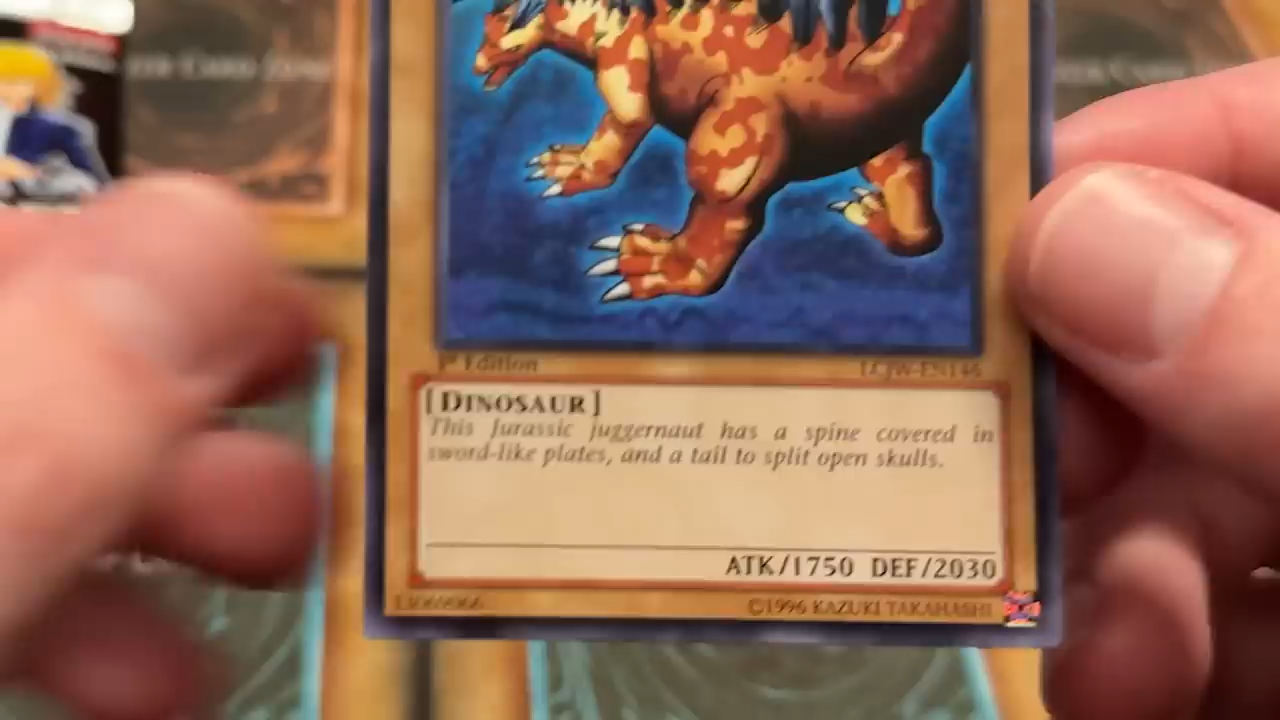 1st Edition
LCJW-EN146
[DINOSAUR]
This Jurassic juggernaut has a spine covered in
sword-like plates, and a tail to split open skulls.
ATK/1750 DEF/2030
13069066
©1996 KAZUKI TAKAHASHI